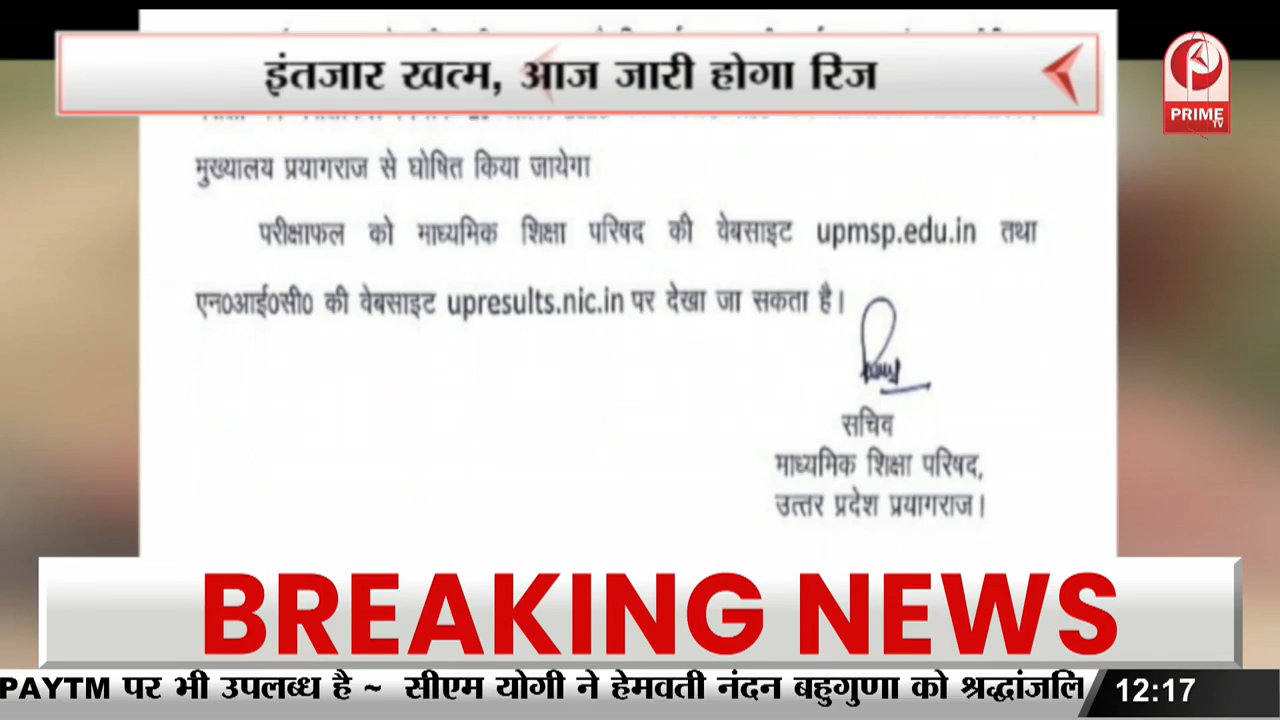 इंतजार खत्म, आज जारी होगा रिज
PRIME
TV
मुख्यालय प्रयागराज से घोषित किया जायेगा
परीक्षाफल को माध्यमिक शिक्षा परिषद की वेबसाइट upmsp.edu.in तथा
एन0आई0सी0 की वेबसाइट upresults.nic.in पर देखा जा सकता है।
सचिव
माध्यमिक शिक्षा परिषद,
उत्तर प्रदेश प्रयागराज।
BREAKING NEWS
PAYTM पर भी उपलब्ध है ~ सीएम योगी ने हेमवती नंदन बहुगुणा को श्रद्धांजलि
12:17